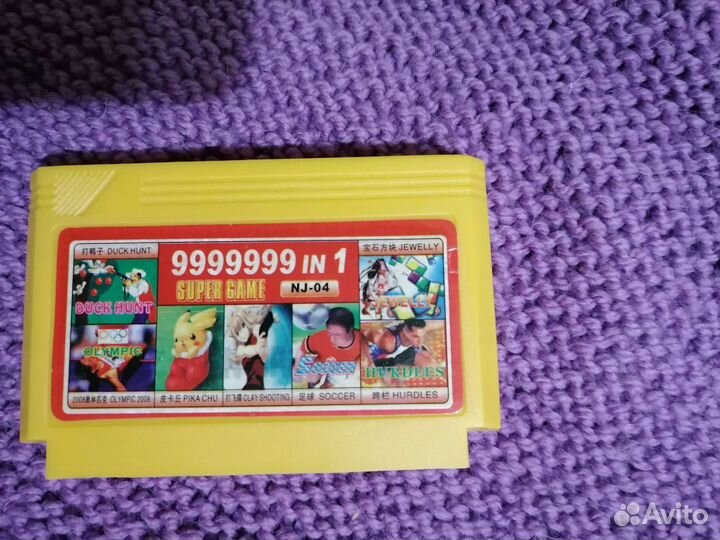 打鸭子 DUCK HUNT
9999999 IN 1
宝石方块 JEWELLY
SUPER GAME
NJ-04
DUCK HUNT
JEWELLY
OLYMPIC
Soccer
HURDLES
2008奥林匹克 OLYMPIC 2008
皮卡丘 PIKA CHU
打飞碟 CLAY SHOOTING
足球 SOCCER
跨栏 HURDLES
Avito